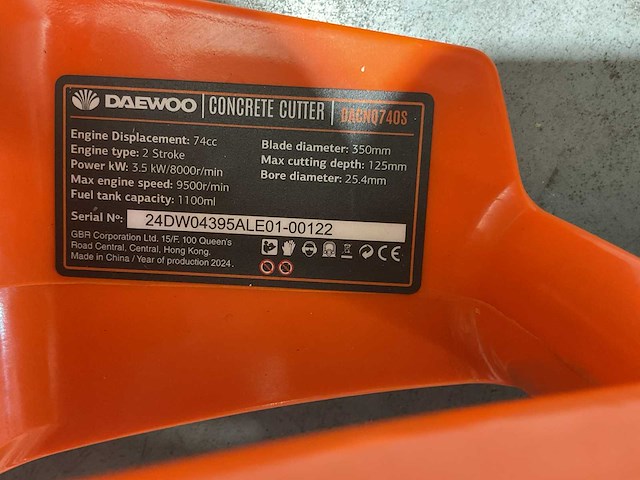 DAEWOO | CONCRETE CUTTER | DACNQ740S
Engine Displacement: 74cc
Engine type: 2 Stroke
Power kW: 3.5 kW/8000r/min
Max engine speed: 9500r/min
Fuel tank capacity: 1100ml
Blade diameter: 350mm
Max cutting depth: 125mm
Bore diameter: 25.4mm
Serial Nº: 24DW04395ALE01-00122
GBR Corporation Ltd. 15/F. 100 Queen's
Road Central, Central, Hong Kong.
Made in China / Year of production 2024.
CE